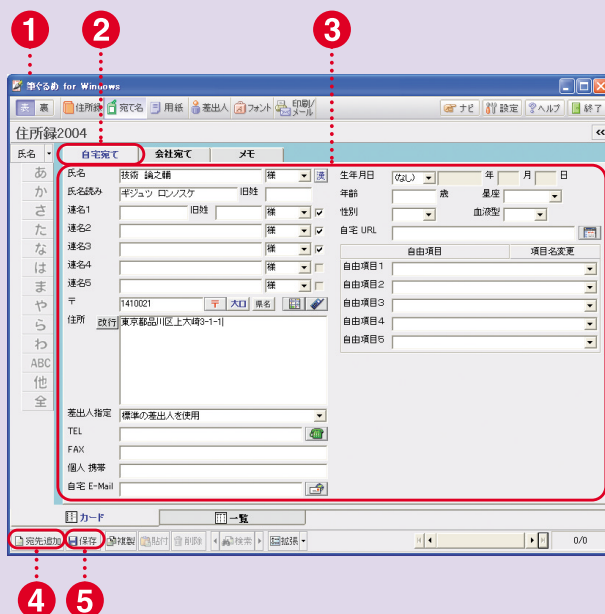 1 2 3
筆ぐるめ for Windows
表 裏 住所録 宛て名 用紙 差出人 フォント 印刷/メール ナビ 設定 ヘルプ 終了
住所録2004 «
氏名 自宅宛て 会社宛て メモ
あ
か
さ
た
な
は
ま
や
ら
わ
ABC
他
全
氏名 技術 論之輔 様 漢
氏名読み ギジュツ ロンノスケ 旧姓
連名1 旧姓 様
連名2 様
連名3 様
連名4 様
連名5 様
〒 1410021 〒 大口 県名
住所 改行 東京都品川区上大崎3-1-1
差出人指定 標準の差出人を使用
TEL
FAX
個人 携帯
自宅 E-Mail
生年月日 (なし) 年 月 日
年齢 歳 星座
性別 血液型
自宅 URL
自由項目 項目名変更
自由項目1
自由項目2
自由項目3
自由項目4
自由項目5
カード 一覧
宛先追加 保存 複製 貼付 削除 検索 拡張 0/0
4 5